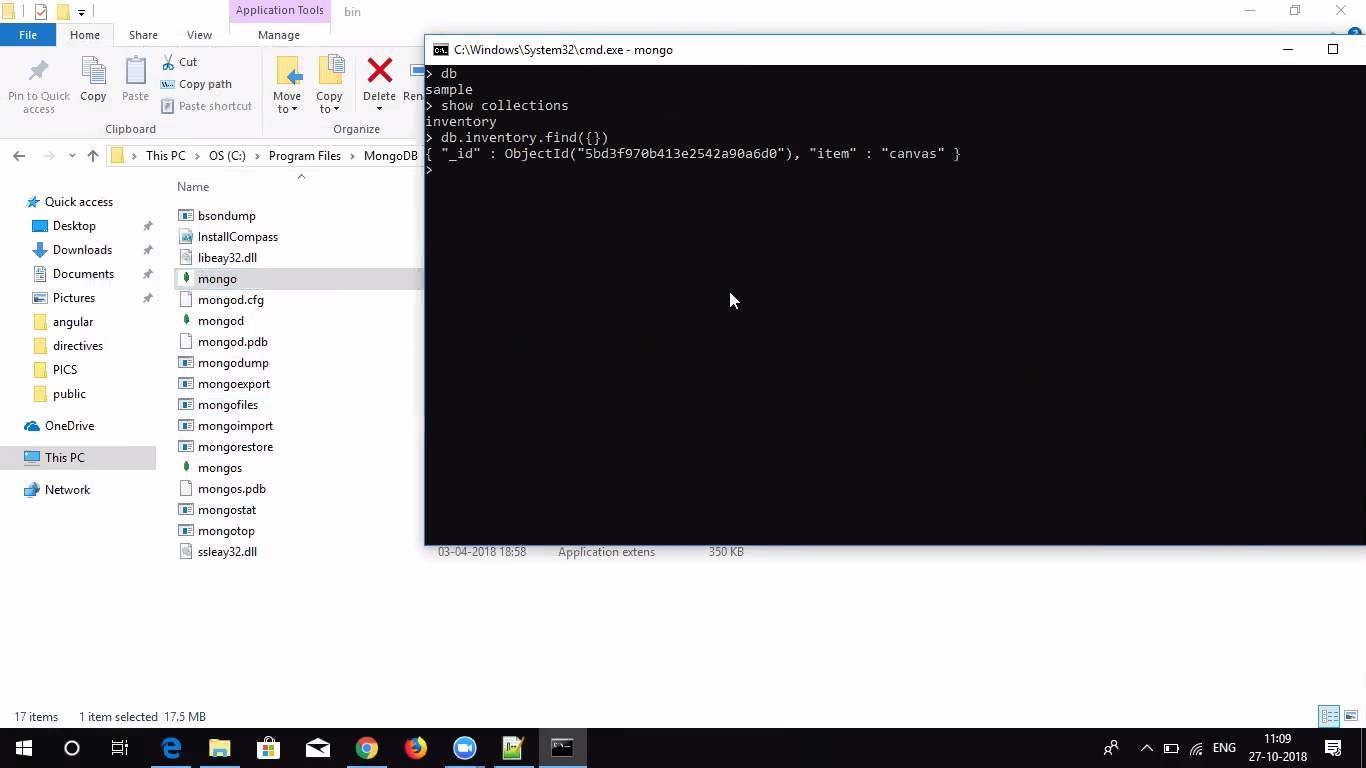 Application Tools
bin
File
Home
Share
View
Manage
Pin to Quick
access
Copy
Paste
Cut
Copy path
Paste shortcut
Move
to
Copy
to
Delete
Clipboard
Organize
This PC
OS (C:)
Program Files
MongoDB
Name
Quick access
Desktop
Downloads
Documents
Pictures
angular
directives
PICS
public
OneDrive
This PC
Network
bsondump
InstallCompass
libeay32.dll
mongo
mongod.cfg
mongod
mongod.pdb
mongodump
mongoexport
mongofiles
mongoimport
mongorestore
mongos
mongos.pdb
mongostat
mongotop
ssleay32.dll
03-04-2018 18:58 Application extens 350 KB
C:\Windows\System32\cmd.exe - mongo
> db
sample
> show collections
inventory
> db.inventory.find({})
{ "_id" : ObjectId("5bd3f970b413e2542a90a6d0"), "item" : "canvas" }
>
17 items 1 item selected 17.5 MB
ENG
11:09
27-10-2018